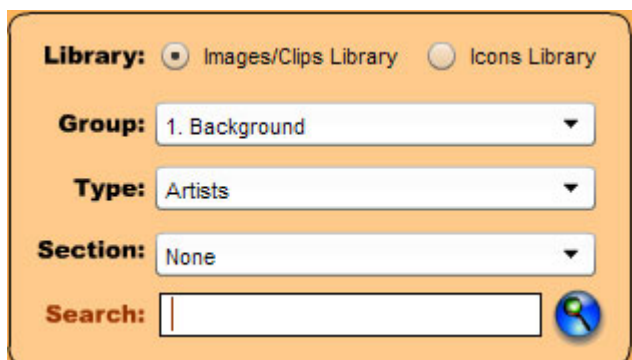 Library: Images/Clips Library Icons Library
Group: 1. Background
Type: Artists
Section: None
Search: